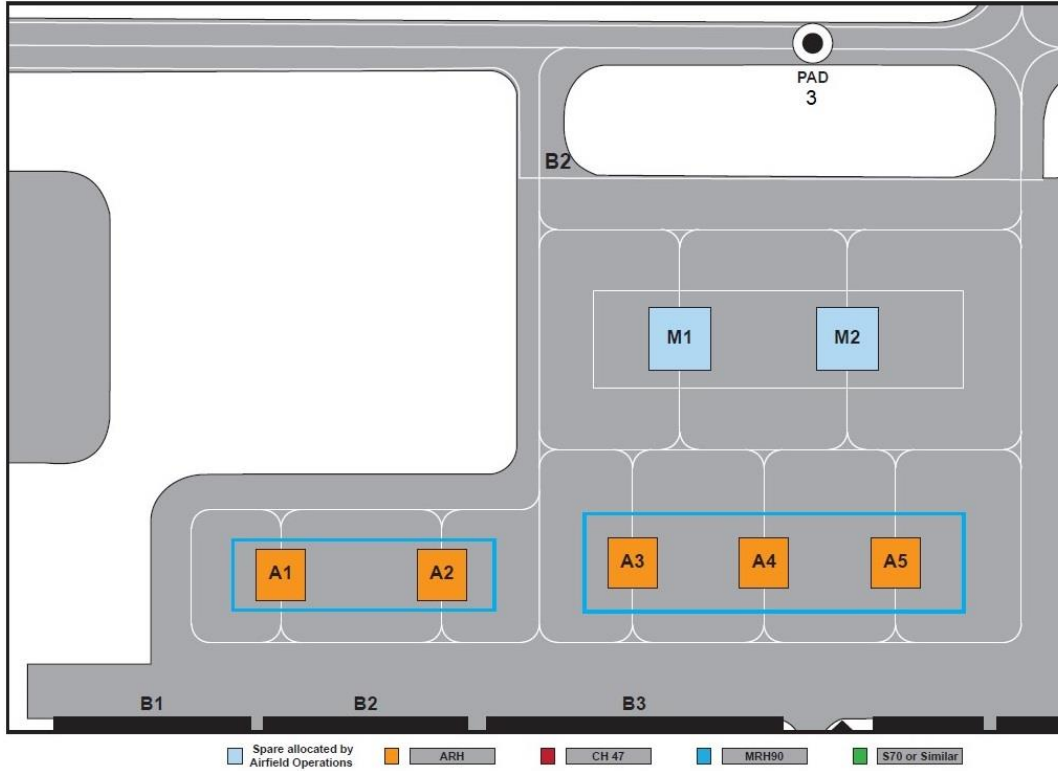 PAD
3
B2
M1
M2
A1
A2
A3
A4
A5
B1
B2
B3
Spare allocated by
Airfield Operations
ARH
CH 47
MRH90
S70 or Similar